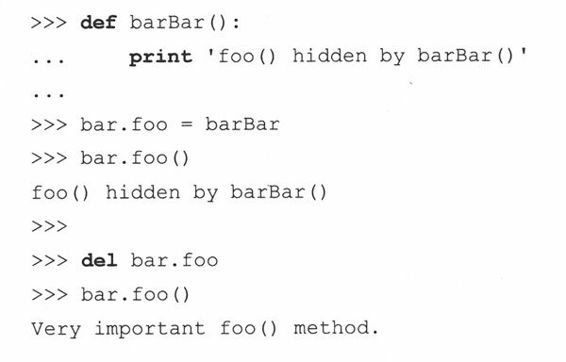 >>> def barBar():
...     print 'foo() hidden by barBar()'
...
>>> bar.foo = barBar
>>> bar.foo()
foo() hidden by barBar()
>>>
>>> del bar.foo
>>> bar.foo()
Very important foo() method.